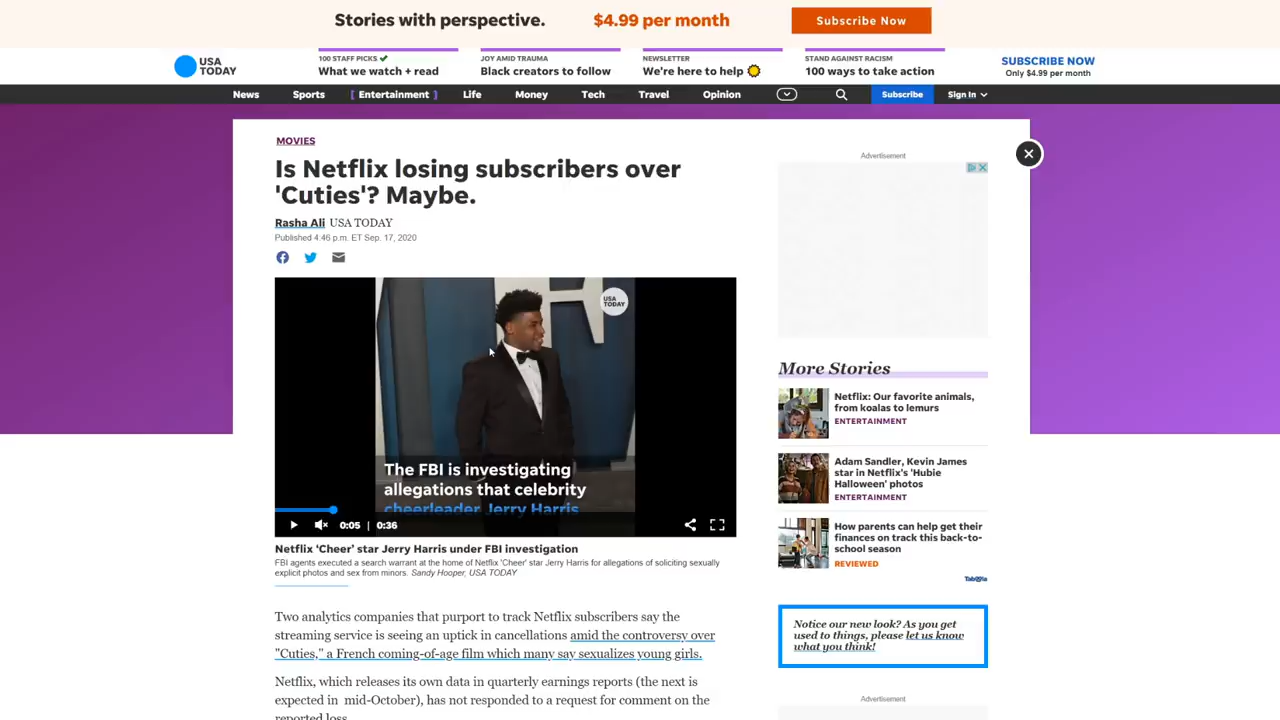 Stories with perspective.
$4.99 per month
Subscribe Now
USA
TODAY
100 STAFF PICKS
What we watch + read
JOY AMID TRAUMA
Black creators to follow
NEWSLETTER
We're here to help
STAND AGAINST RACISM
100 ways to take action
SUBSCRIBE NOW
Only $4.99 per month
News
Sports
[ Entertainment ]
Life
Money
Tech
Travel
Opinion
Subscribe
Sign In
MOVIES
Is Netflix losing subscribers over
'Cuties'? Maybe.
Rasha Ali USA TODAY
Published 4:46 p.m. ET Sep. 17, 2020
USA
TODAY
The FBI is investigating
allegations that celebrity
cheerleader Jerry Harris
0:05 | 0:36
Netflix ‘Cheer’ star Jerry Harris under FBI investigation
FBI agents executed a search warrant at the home of Netflix 'Cheer' star Jerry Harris for allegations of soliciting sexually
explicit photos and sex from minors. Sandy Hooper, USA TODAY
Two analytics companies that purport to track Netflix subscribers say the
streaming service is seeing an uptick in cancellations amid the controversy over
"Cuties," a French coming-of-age film which many say sexualizes young girls.
Netflix, which releases its own data in quarterly earnings reports (the next is
expected in mid-October), has not responded to a request for comment on the
reported loss.
Advertisement
More Stories
Netflix: Our favorite animals,
from koalas to lemurs
ENTERTAINMENT
Adam Sandler, Kevin James
star in Netflix's 'Hubie
Halloween' photos
ENTERTAINMENT
How parents can help get their
finances on track this back-to-
school season
REVIEWED
Taboola
Notice our new look? As you get
used to things, please let us know
what you think!
Advertisement